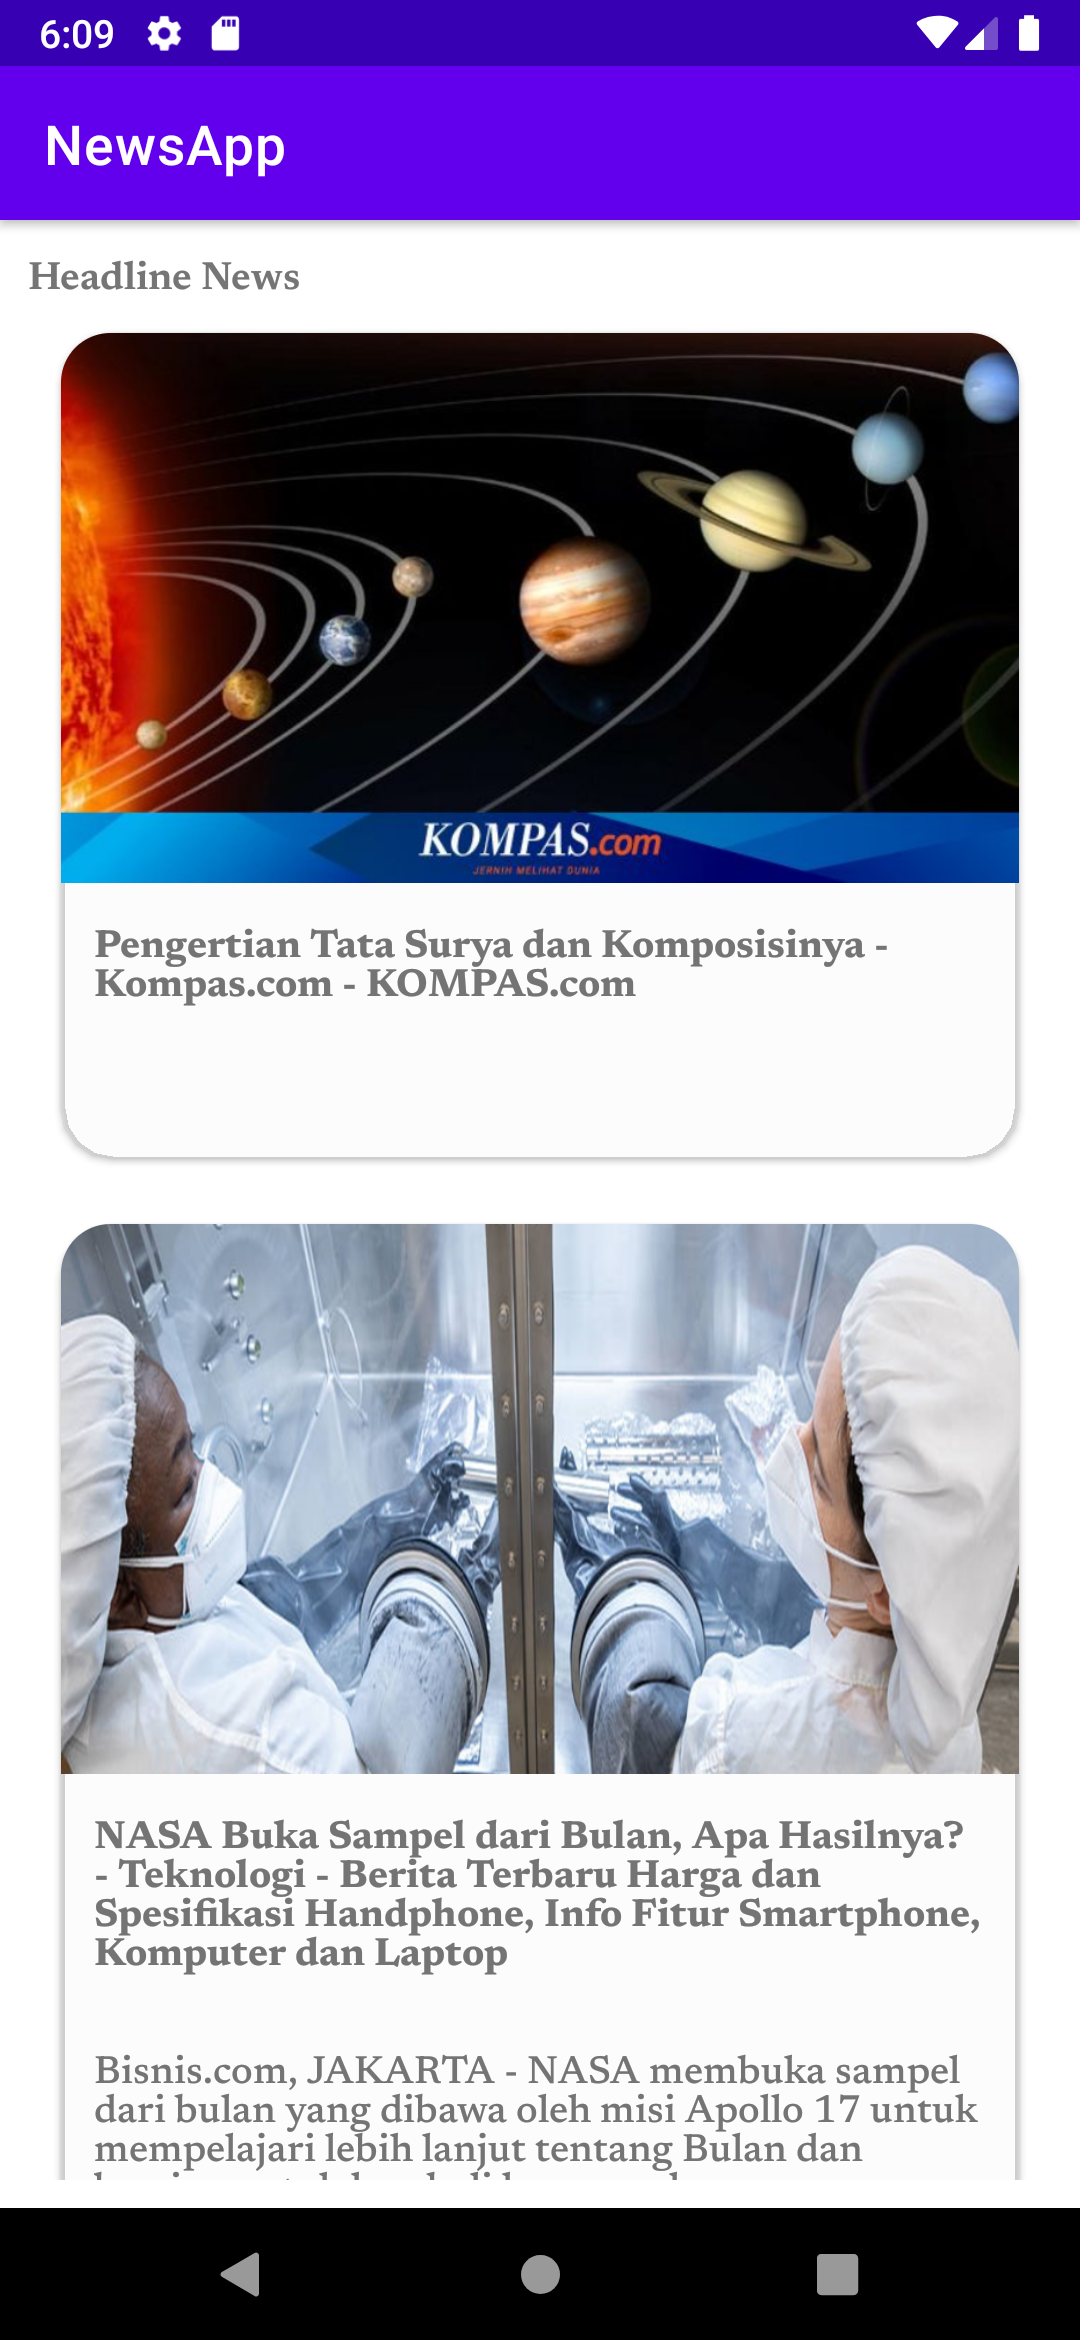 6:09
NewsApp
Headline News
KOMPAS.com
JERNIH MELIHAT DUNIA
Pengertian Tata Surya dan Komposisinya -
Kompas.com - KOMPAS.com
NASA Buka Sampel dari Bulan, Apa Hasilnya?
- Teknologi - Berita Terbaru Harga dan
Spesifikasi Handphone, Info Fitur Smartphone,
Komputer dan Laptop
Bisnis.com, JAKARTA - NASA membuka sampel
dari bulan yang dibawa oleh misi Apollo 17 untuk
mempelajari lebih lanjut tentang Bulan dan